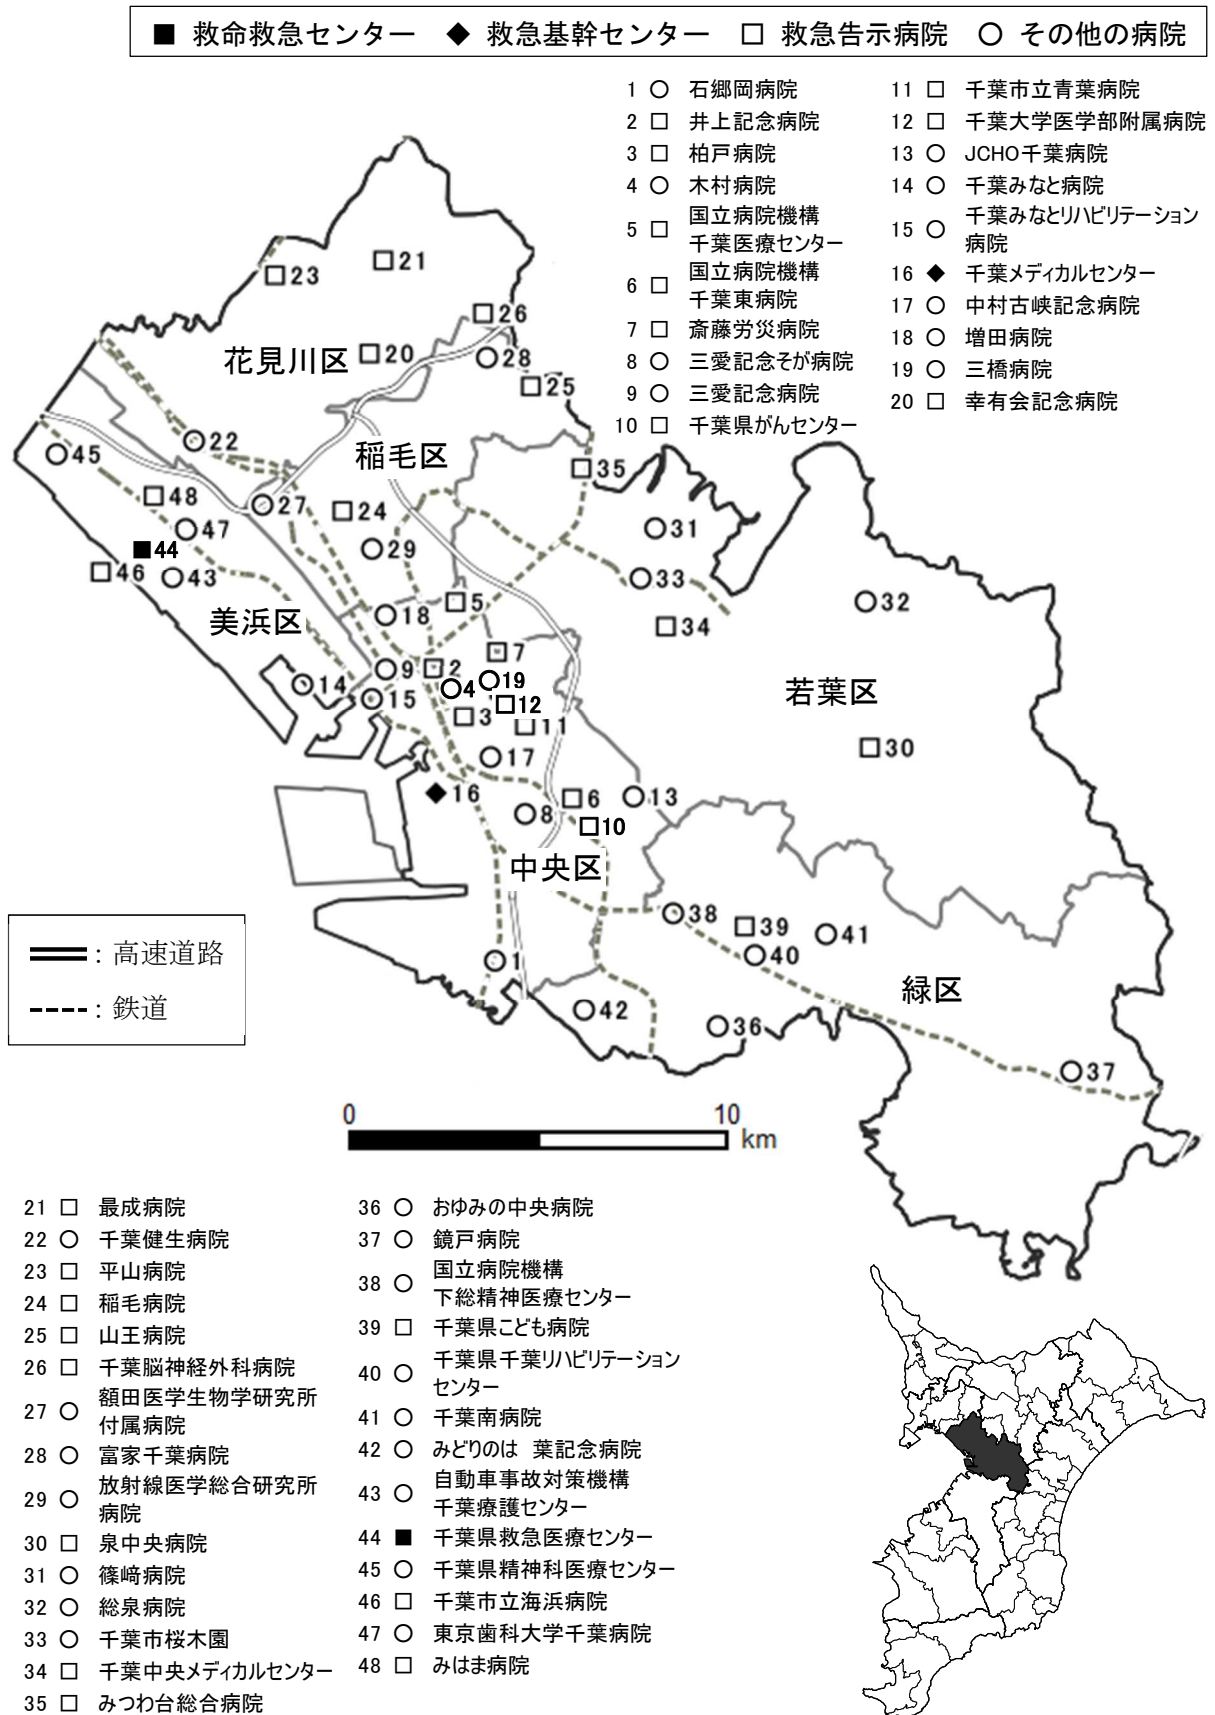 ■ 救命救急センター ◆ 救急基幹センター □ 救急告示病院 ○ その他の病院
1 ○ 石郷岡病院
2 □ 井上記念病院
3 □ 柏戸病院
4 ○ 木村病院
5 □ 国立病院機構
千葉医療センター
6 □ 国立病院機構
千葉東病院
7 □ 斎藤労災病院
8 ○ 三愛記念そが病院
9 ○ 三愛記念病院
10 □ 千葉県がんセンター
11 □ 千葉市立青葉病院
12 □ 千葉大学医学部附属病院
13 ○ JCHO千葉病院
14 ○ 千葉みなと病院
15 ○ 千葉みなとリハビリテーション
病院
16 ◆ 千葉メディカルセンター
17 ○ 中村古峡記念病院
18 ○ 増田病院
19 ○ 三橋病院
20 □ 幸有会記念病院
21
23
26
花見川区
20
28
25
22
稲毛区
45
35
48
27
24
47
31
44
29
46
43
33
32
美浜区
18
5
34
7
9
2
19
14
4
若葉区
15
12
3
11
30
17
16
6
13
8
10
中央区
38
39
41
40
1
緑区
42
36
37
══ : 高速道路
---- : 鉄道
0 10
km
21 □ 最成病院
22 ○ 千葉健生病院
23 □ 平山病院
24 □ 稲毛病院
25 □ 山王病院
26 □ 千葉脳神経外科病院
27 ○ 額田医学生物学研究所
付属病院
28 ○ 富家千葉病院
29 ○ 放射線医学総合研究所
病院
30 □ 泉中央病院
31 ○ 篠﨑病院
32 ○ 総泉病院
33 ○ 千葉市桜木園
34 □ 千葉中央メディカルセンター
35 □ みつわ台総合病院
36 ○ おゆみの中央病院
37 ○ 鏡戸病院
38 ○ 国立病院機構
下総精神医療センター
39 □ 千葉県こども病院
40 ○ 千葉県千葉リハビリテーション
センター
41 ○ 千葉南病院
42 ○ みどりのは 葉記念病院
43 ○ 自動車事故対策機構
千葉療護センター
44 ■ 千葉県救急医療センター
45 ○ 千葉県精神科医療センター
46 □ 千葉市立海浜病院
47 ○ 東京歯科大学千葉病院
48 □ みはま病院